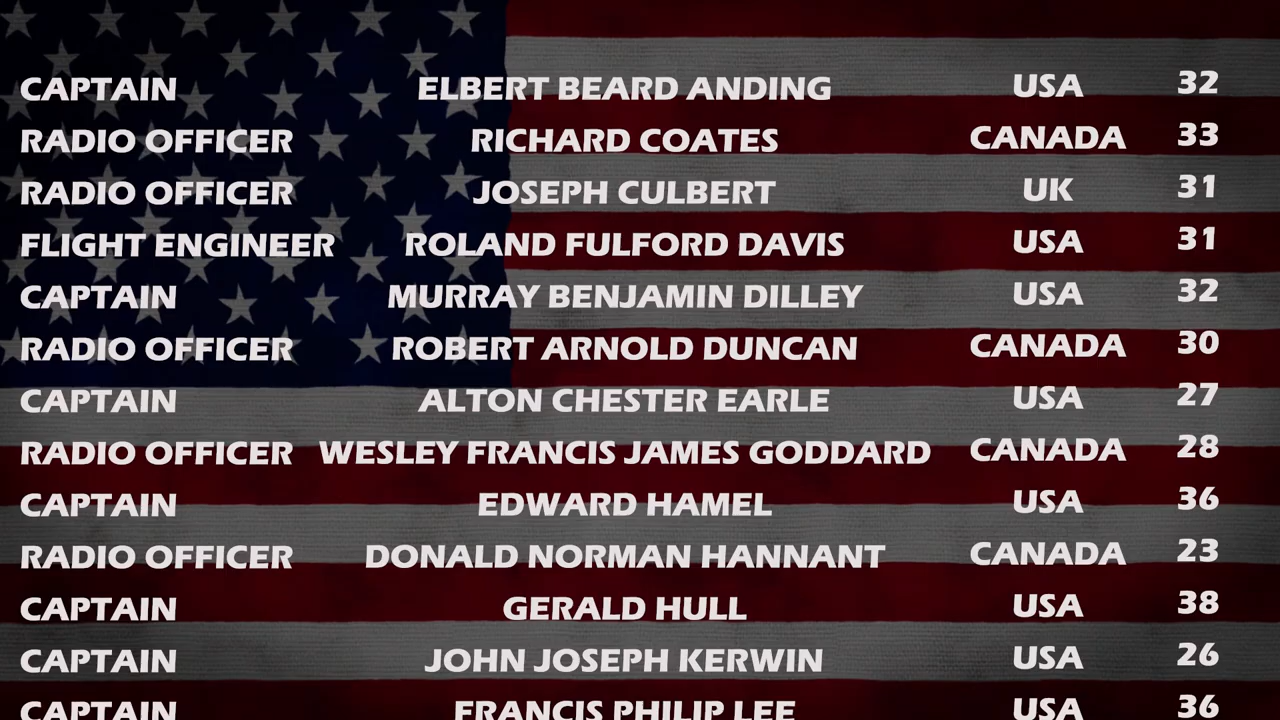 CAPTAIN ELBERT BEARD ANDING USA 32
RADIO OFFICER RICHARD COATES CANADA 33
RADIO OFFICER JOSEPH CULBERT UK 31
FLIGHT ENGINEER ROLAND FULFORD DAVIS USA 31
CAPTAIN MURRAY BENJAMIN DILLEY USA 32
RADIO OFFICER ROBERT ARNOLD DUNCAN CANADA 30
CAPTAIN ALTON CHESTER EARLE USA 27
RADIO OFFICER WESLEY FRANCIS JAMES GODDARD CANADA 28
CAPTAIN EDWARD HAMEL USA 36
RADIO OFFICER DONALD NORMAN HANNANT CANADA 23
CAPTAIN GERALD HULL USA 38
CAPTAIN JOHN JOSEPH KERWIN USA 26
CAPTAIN FRANCIS PHILIP LEE USA 36